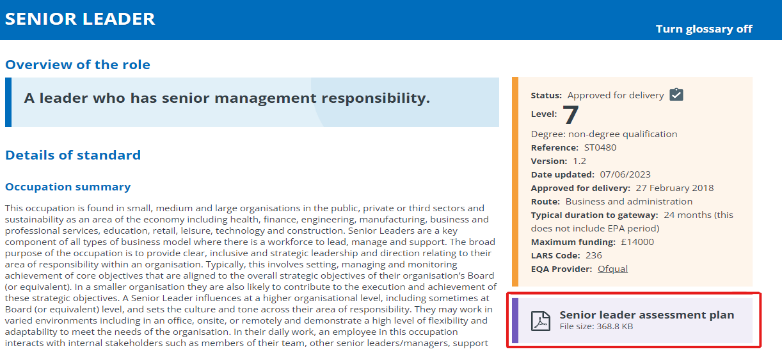 SENIOR LEADER
Turn glossary off
Overview of the role
A leader who has senior management responsibility.
Details of standard
Occupation summary
This occupation is found in small, medium and large organisations in the public, private or third sectors and
sustainability as an area of the economy including health, finance, engineering, manufacturing, business and
professional services, education, retail, leisure, technology and construction. Senior Leaders are a key
component of all types of business model where there is a workforce to lead, manage and support. The broad
purpose of the occupation is to provide clear, inclusive and strategic leadership and direction relating to their
area of responsibility within an organisation. Typically, this involves setting, managing and monitoring
achievement of core objectives that are aligned to the overall strategic objectives of their organisation's Board
(or equivalent). In a smaller organisation they are also likely to contribute to the execution and achievement of
these strategic objectives. A Senior Leader influences at a higher organisational level, including sometimes at
Board (or equivalent) level, and sets the culture and tone across their area of responsibility. They may work in
varied environments including in an office, onsite, or remotely and demonstrate a high level of flexibility and
adaptability to meet the needs of the organisation. In their daily work, an employee in this occupation
interacts with internal stakeholders such as members of their team, other senior leaders/managers, support
Status: Approved for delivery
Level: 7
Degree: non-degree qualification
Reference: ST0480
Version: 1.2
Date updated: 07/06/2023
Approved for delivery: 27 February 2018
Route: Business and administration
Typical duration to gateway: 24 months (this
does not include EPA period)
Maximum funding: £14000
LARS Code: 236
EQA Provider: Ofqual
Senior leader assessment plan
File size: 368.8 KB